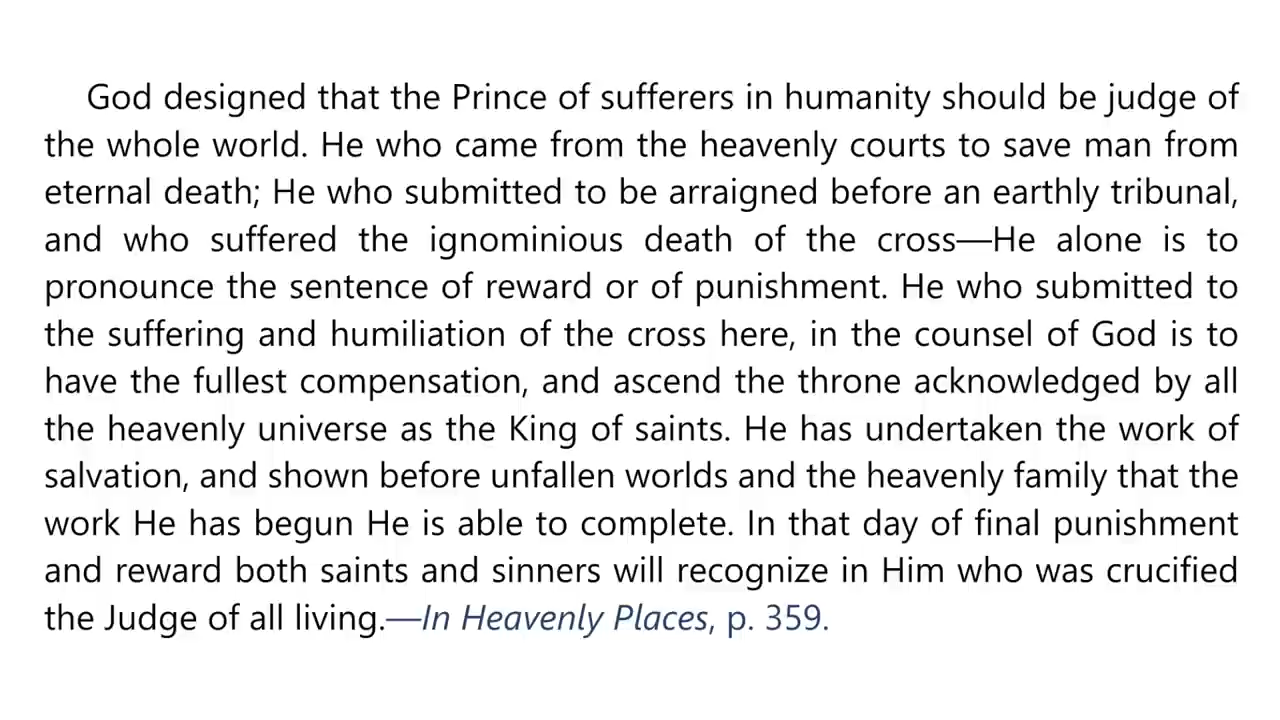 God designed that the Prince of sufferers in humanity should be judge of
the whole world. He who came from the heavenly courts to save man from
eternal death; He who submitted to be arraigned before an earthly tribunal,
and who suffered the ignominious death of the cross—He alone is to
pronounce the sentence of reward or of punishment. He who submitted to
the suffering and humiliation of the cross here, in the counsel of God is to
have the fullest compensation, and ascend the throne acknowledged by all
the heavenly universe as the King of saints. He has undertaken the work of
salvation, and shown before unfallen worlds and the heavenly family that the
work He has begun He is able to complete. In that day of final punishment
and reward both saints and sinners will recognize in Him who was crucified
the Judge of all living.—In Heavenly Places, p. 359.